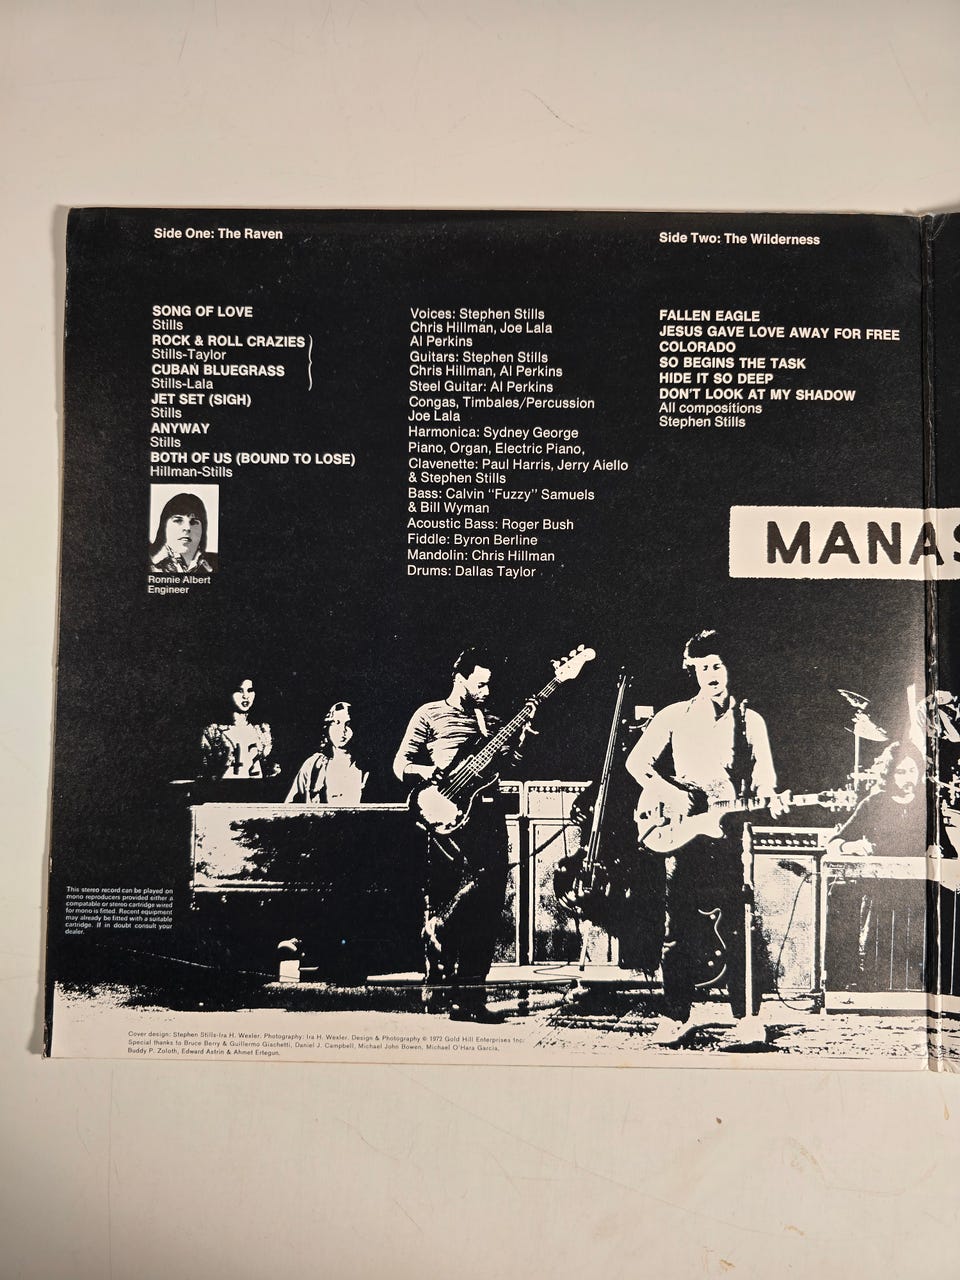 Side One: The Raven
SONG OF LOVE
Stills
ROCK & ROLL CRAZIES
Stills-Taylor
CUBAN BLUEGRASS
Stills-Lala
JET SET (SIGH)
Stills
ANYWAY
Stills
BOTH OF US (BOUND TO LOSE)
Hillman-Stills
Ronnie Albert
Engineer
Voices: Stephen Stills
Chris Hillman, Joe Lala
Al Perkins
Guitars: Stephen Stills
Chris Hillman, Al Perkins
Steel Guitar: Al Perkins
Congas, Timbales/Percussion
Joe Lala
Harmonica: Sydney George
Piano, Organ, Electric Piano,
Clavenette: Paul Harris, Jerry Aiello
& Stephen Stills
Bass: Calvin "Fuzzy" Samuels
& Bill Wyman
Acoustic Bass: Roger Bush
Fiddle: Byron Berline
Mandolin: Chris Hillman
Drums: Dallas Taylor
Side Two: The Wilderness
FALLEN EAGLE
JESUS GAVE LOVE AWAY FOR FREE
COLORADO
SO BEGINS THE TASK
HIDE IT SO DEEP
DON'T LOOK AT MY SHADOW
All compositions
Stephen Stills
MANAS
This stereo record can be played on
mono reproducers provided either a
compatable or stereo cartridge wired
for mono is fitted. Recent equipment
may already be fitted with a suitable
cartridge. If in doubt consult your
dealer.
Cover design: Stephen Stills-Ira H. Wexler. Photography: Ira H. Wexler. Design & Photography © 1972 Gold Hill Enterprises Inc.
Special thanks to Bruce Berry & Guillermo Giachetti, Daniel J. Campbell, Michael John Bowen, Michael O'Hara Garcia,
Buddy P. Zoloth, Edward Astrin & Ahmet Ertegun.